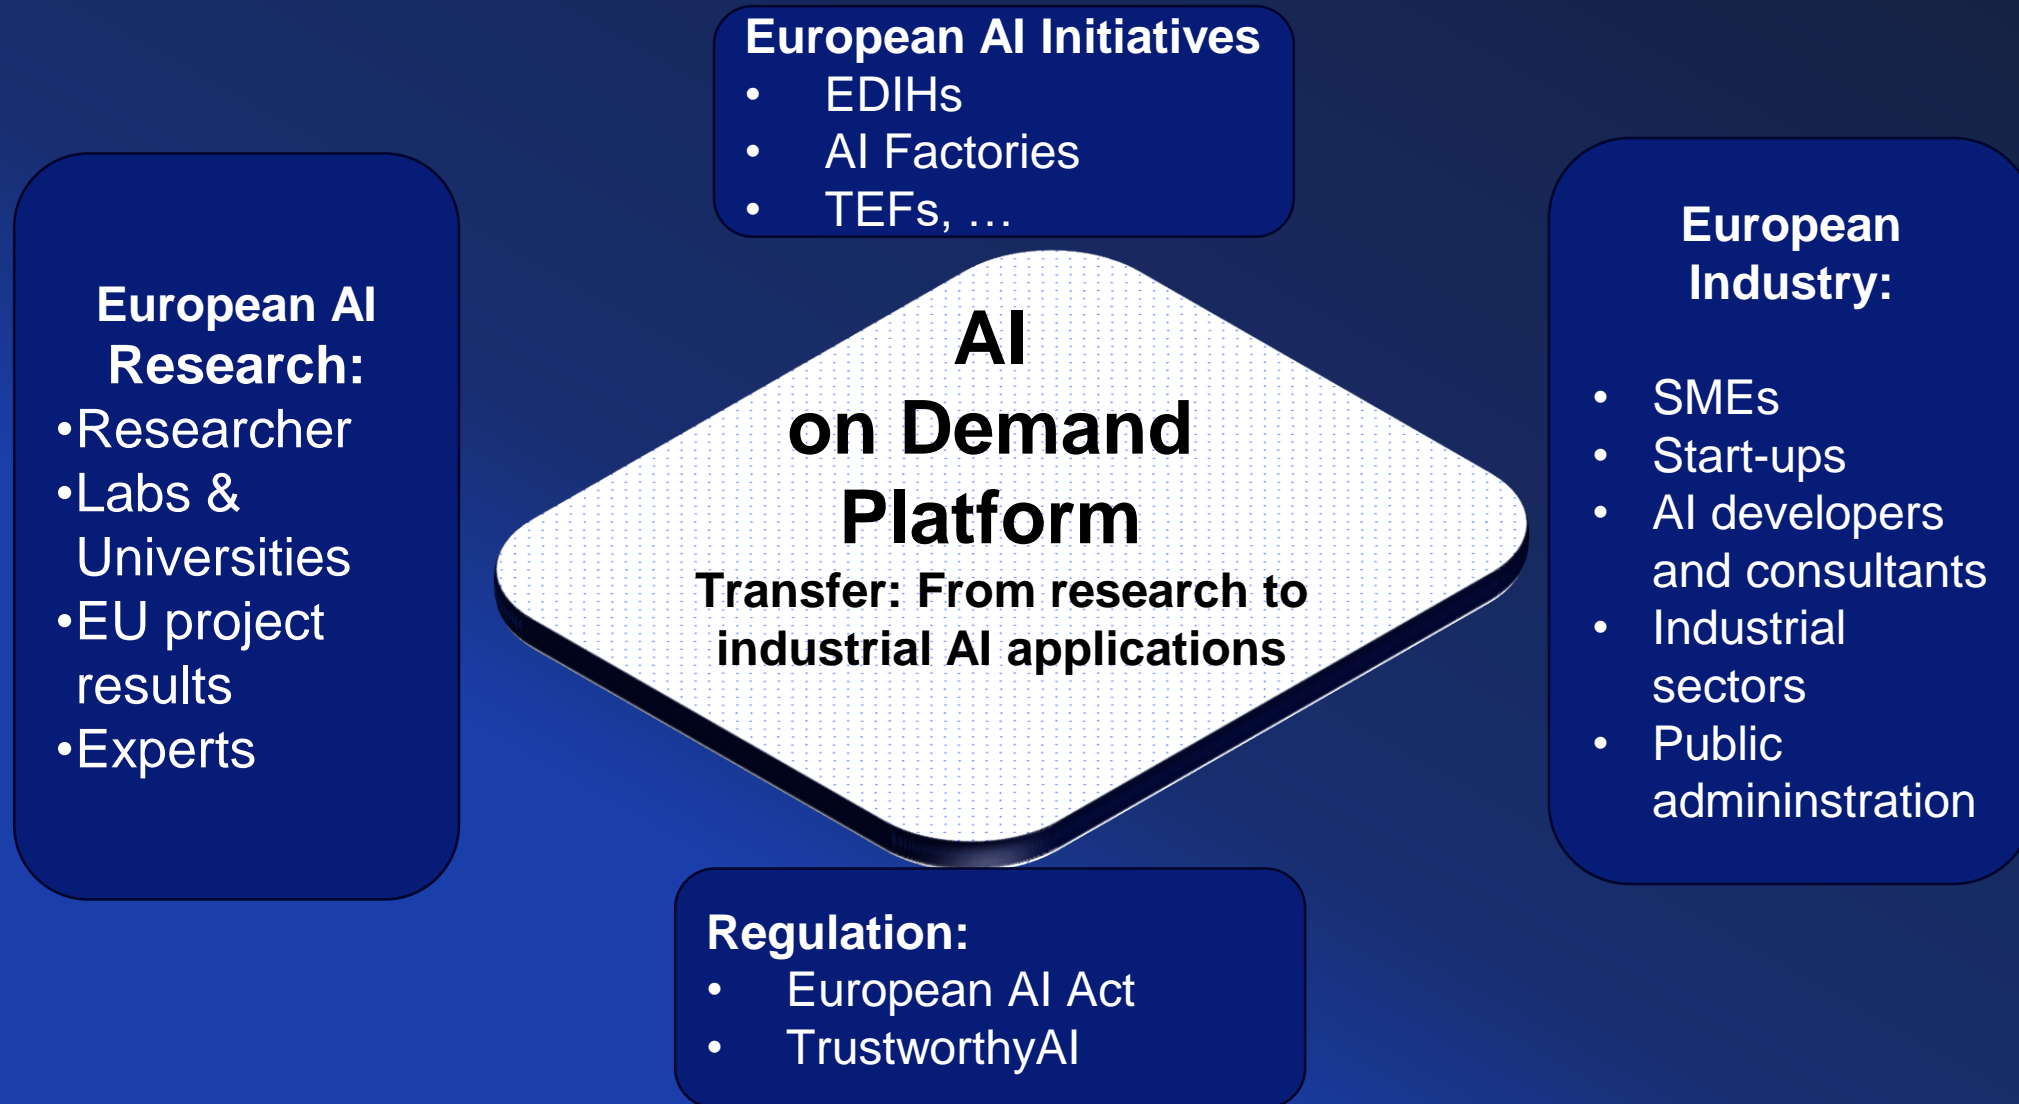 European AI Initiatives
• EDIHs
• AI Factories
• TEFs, …
European AI
Research:
•Researcher
•Labs &
Universities
•EU project
results
•Experts
AI
on Demand
Platform
Transfer: From research to
industrial AI applications
European
Industry:
• SMEs
• Start-ups
• AI developers
and consultants
• Industrial
sectors
• Public
admininstration
Regulation:
• European AI Act
• TrustworthyAI